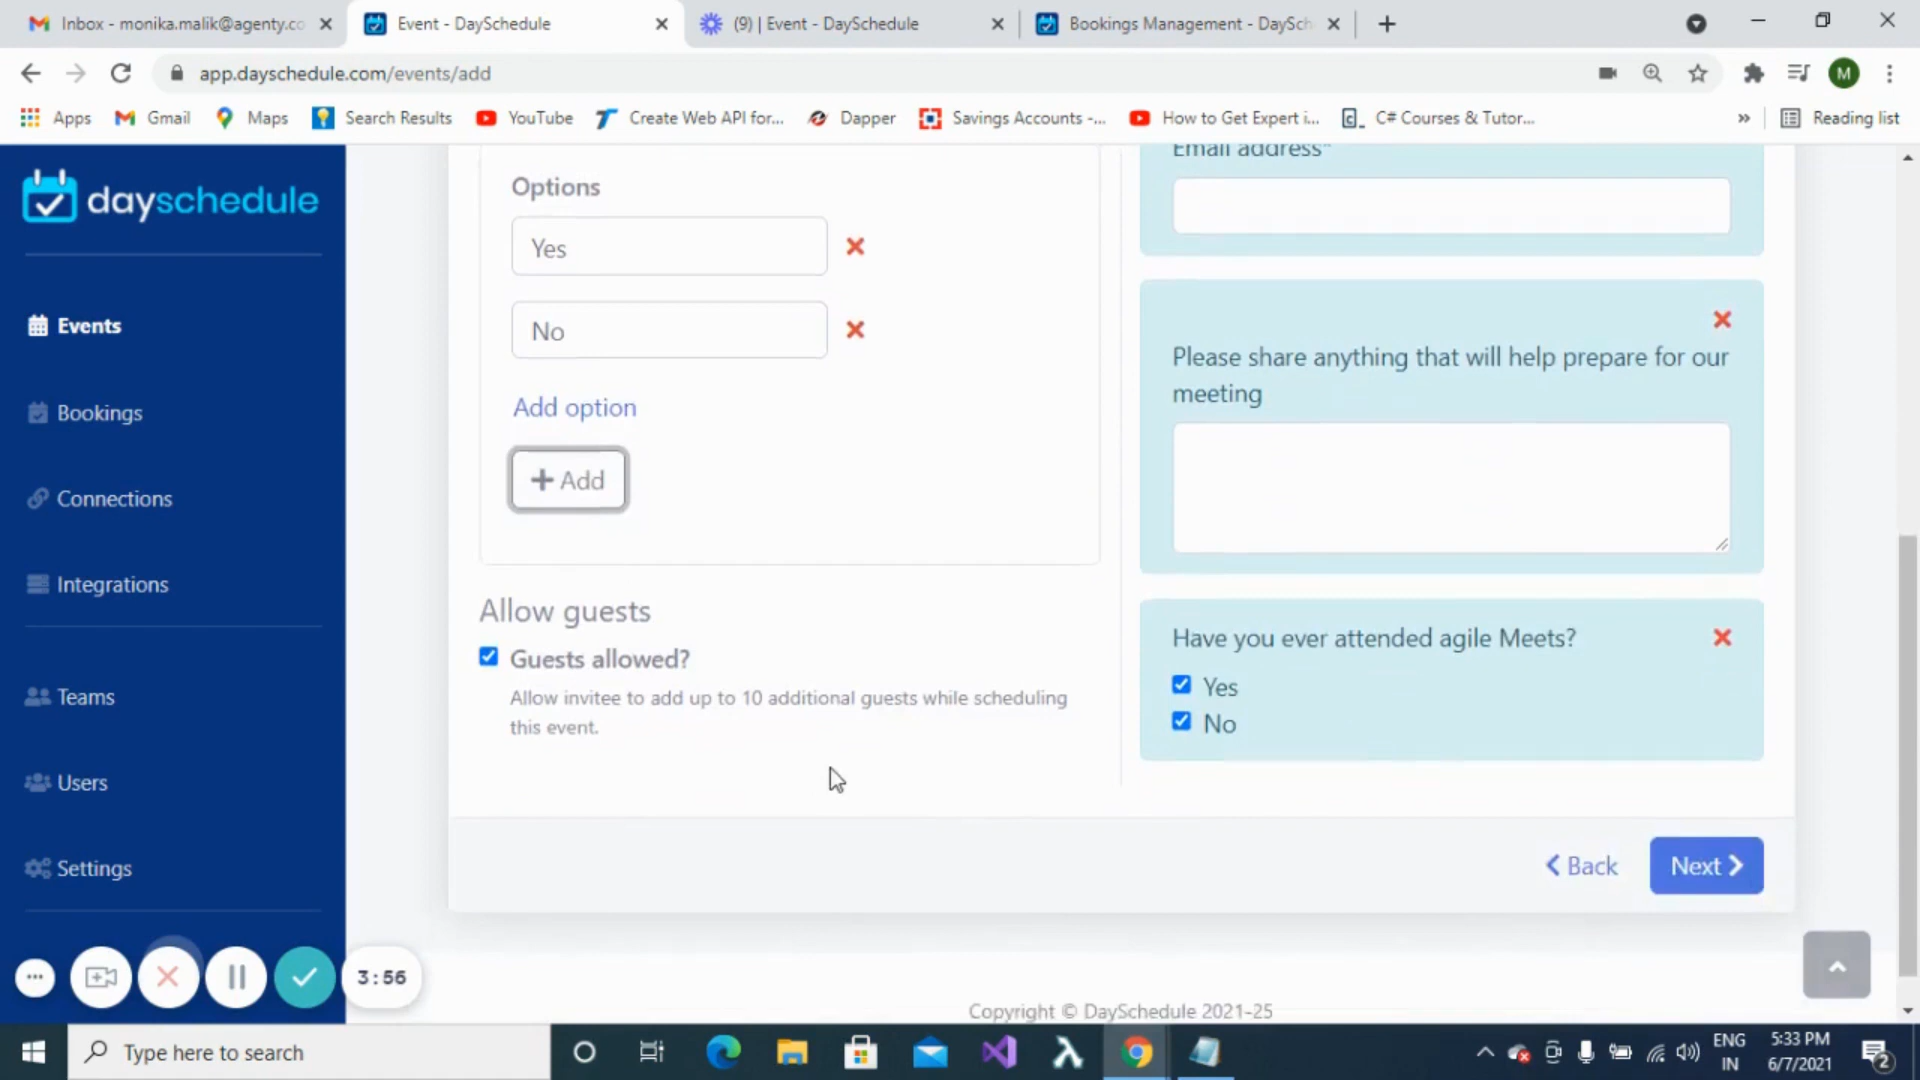 Inbox - monika.malik@agenty.co
Event - DaySchedule
(9) | Event - DaySchedule
Bookings Management - DaySch
app.dayschedule.com/events/add
M
Apps
Gmail
Maps
Search Results
YouTube
Create Web API for...
Dapper
Savings Accounts -...
How to Get Expert i...
C# Courses & Tutor...
»
Reading list
dayschedule
Events
Bookings
Connections
Integrations
Teams
Users
Settings
Options
Yes
No
Add option
+ Add
Allow guests
Guests allowed?
Allow invitee to add up to 10 additional guests while scheduling
this event.
Email address*
Please share anything that will help prepare for our
meeting
Have you ever attended agile Meets?
Yes
No
Back
Next
3:56
Copyright © DaySchedule 2021-25
Type here to search
ENG
IN
5:33 PM
6/7/2021
2